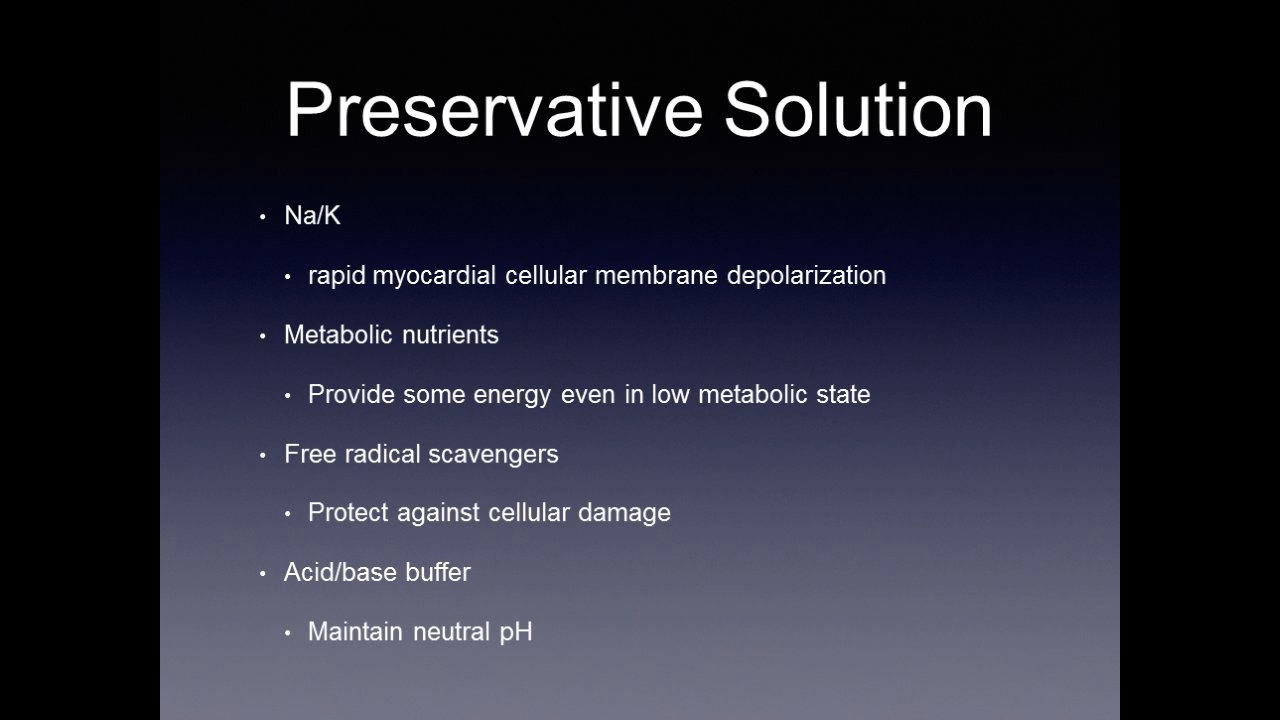 Preservative Solution
• Na/K
• rapid myocardial cellular membrane depolarization
• Metabolic nutrients
• Provide some energy even in low metabolic state
• Free radical scavengers
• Protect against cellular damage
• Acid/base buffer
• Maintain neutral pH